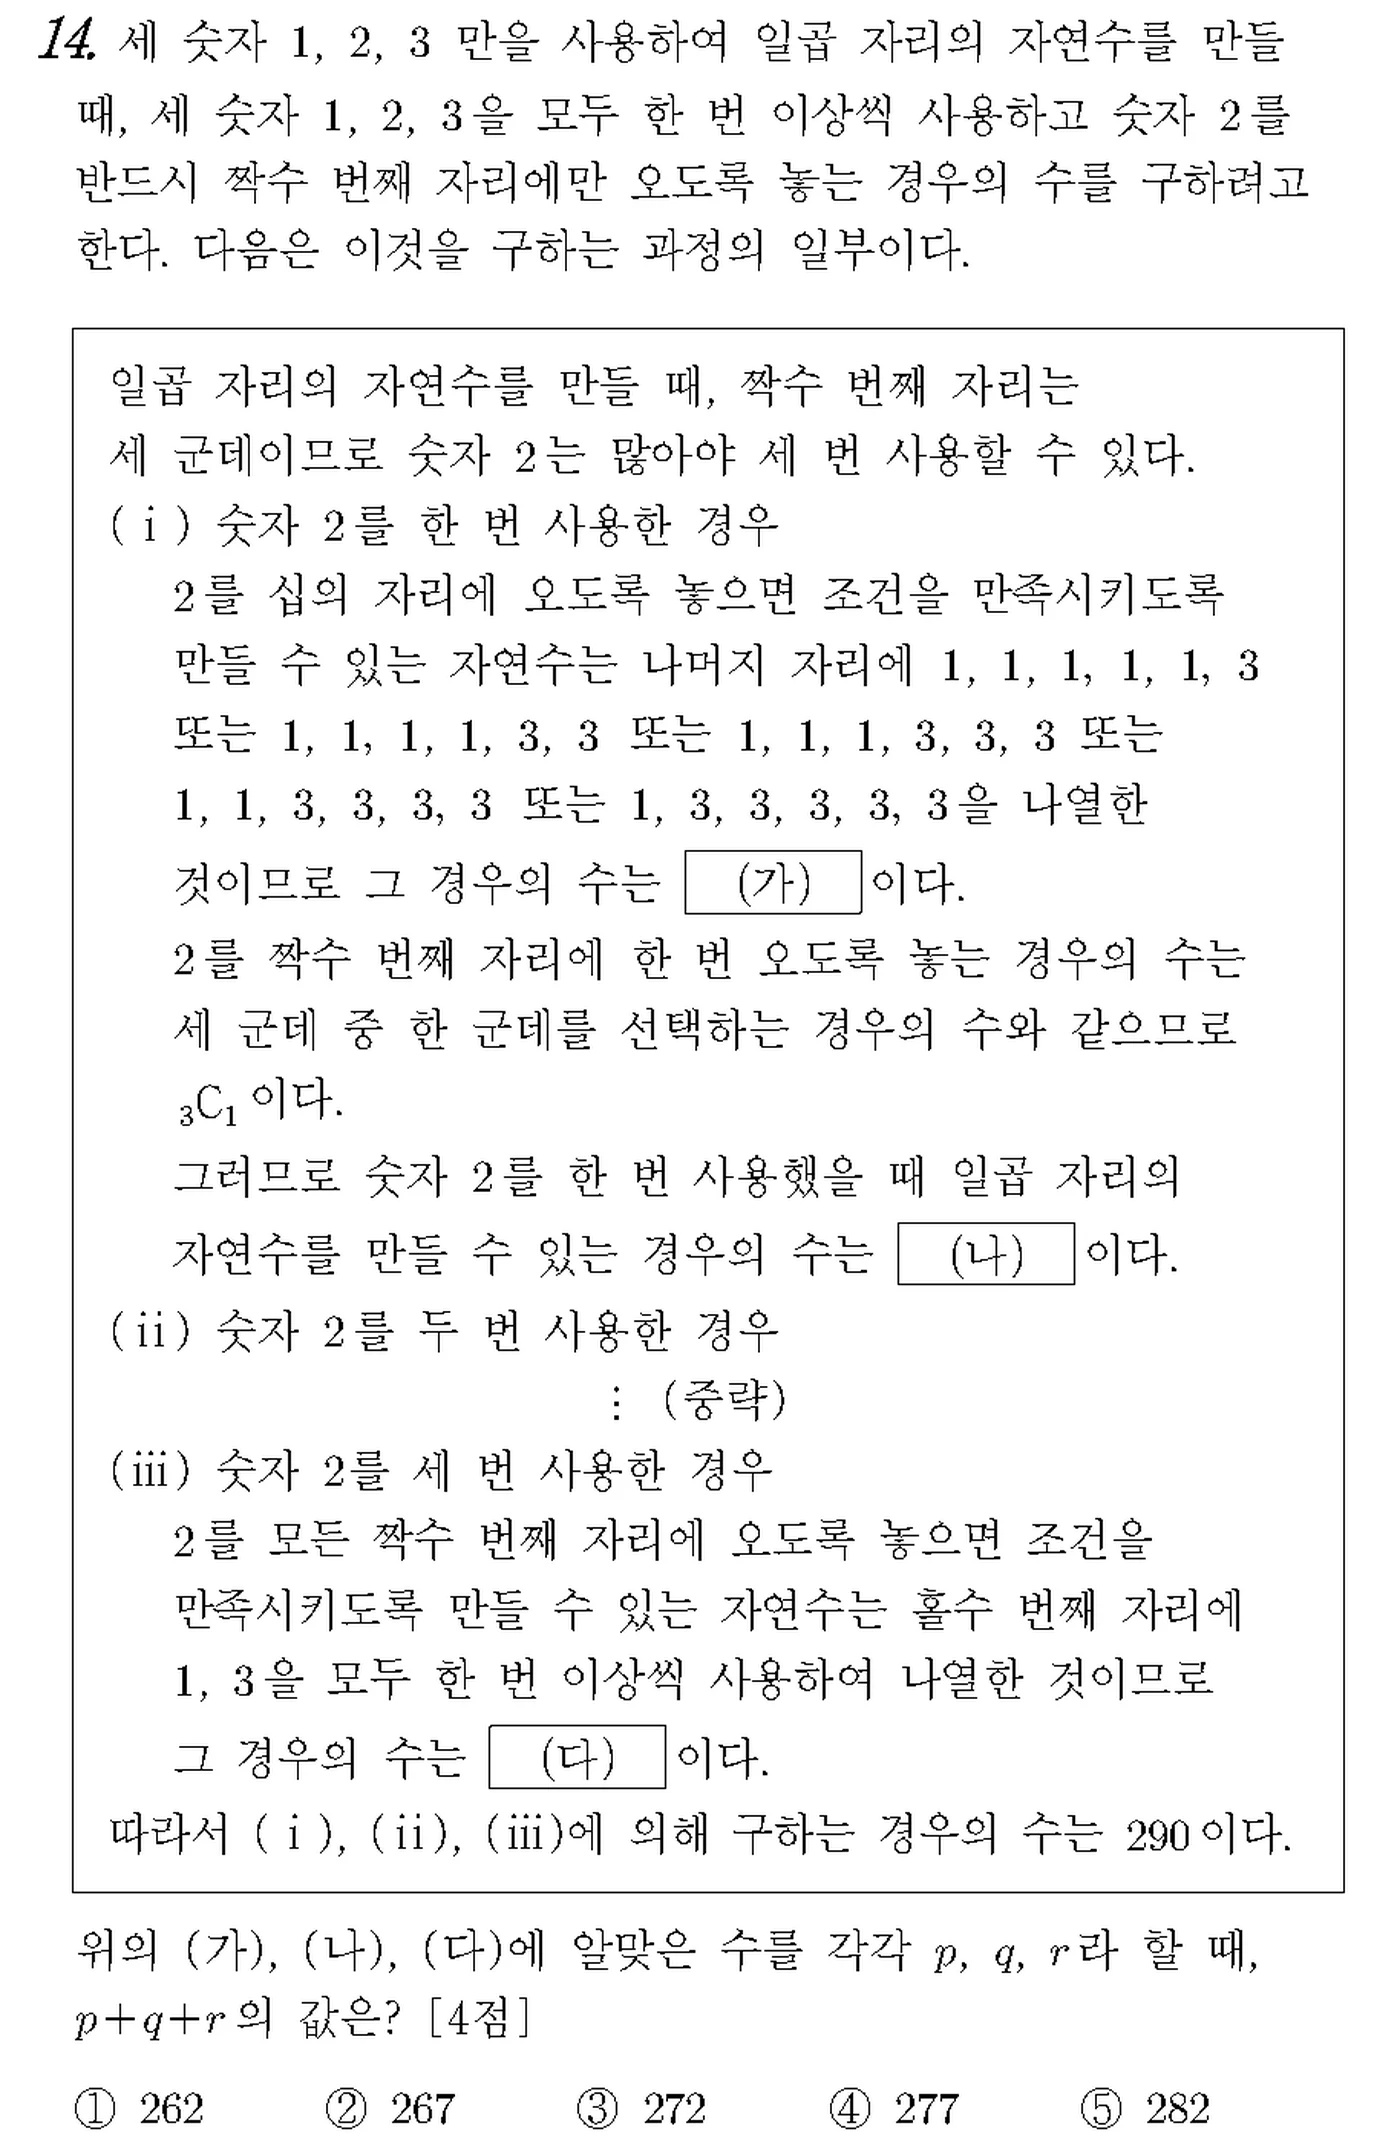 14. 세 숫자 1, 2, 3 만을 사용하여 일곱 자리의 자연수를 만들
때, 세 숫자 1, 2, 3을 모두 한 번 이상씩 사용하고 숫자 2를
반드시 짝수 번째 자리에만 오도록 놓는 경우의 수를 구하려고
한다. 다음은 이것을 구하는 과정의 일부이다.
일곱 자리의 자연수를 만들 때, 짝수 번째 자리는
세 군데이므로 숫자 2는 많아야 세 번 사용할 수 있다.
(ⅰ) 숫자 2를 한 번 사용한 경우
2를 십의 자리에 오도록 놓으면 조건을 만족시키도록
만들 수 있는 자연수는 나머지 자리에 1, 1, 1, 1, 1, 3
또는 1, 1, 1, 1, 3, 3 또는 1, 1, 1, 3, 3, 3 또는
1, 1, 3, 3, 3, 3 또는 1, 3, 3, 3, 3, 3을 나열한
것이므로 그 경우의 수는 (가) 이다.
2를 짝수 번째 자리에 한 번 오도록 놓는 경우의 수는
세 군데 중 한 군데를 선택하는 경우의 수와 같으므로
₃C₁이다.
그러므로 숫자 2를 한 번 사용했을 때 일곱 자리의
자연수를 만들 수 있는 경우의 수는 (나) 이다.
(ⅱ) 숫자 2를 두 번 사용한 경우
⋮ (중략)
(ⅲ) 숫자 2를 세 번 사용한 경우
2를 모든 짝수 번째 자리에 오도록 놓으면 조건을
만족시키도록 만들 수 있는 자연수는 홀수 번째 자리에
1, 3을 모두 한 번 이상씩 사용하여 나열한 것이므로
그 경우의 수는 (다) 이다.
따라서 (ⅰ), (ⅱ), (ⅲ)에 의해 구하는 경우의 수는 290이다.
위의 (가), (나), (다)에 알맞은 수를 각각 p, q, r라 할 때,
p+q+r의 값은? [4점]
① 262 ② 267 ③ 272 ④ 277 ⑤ 282